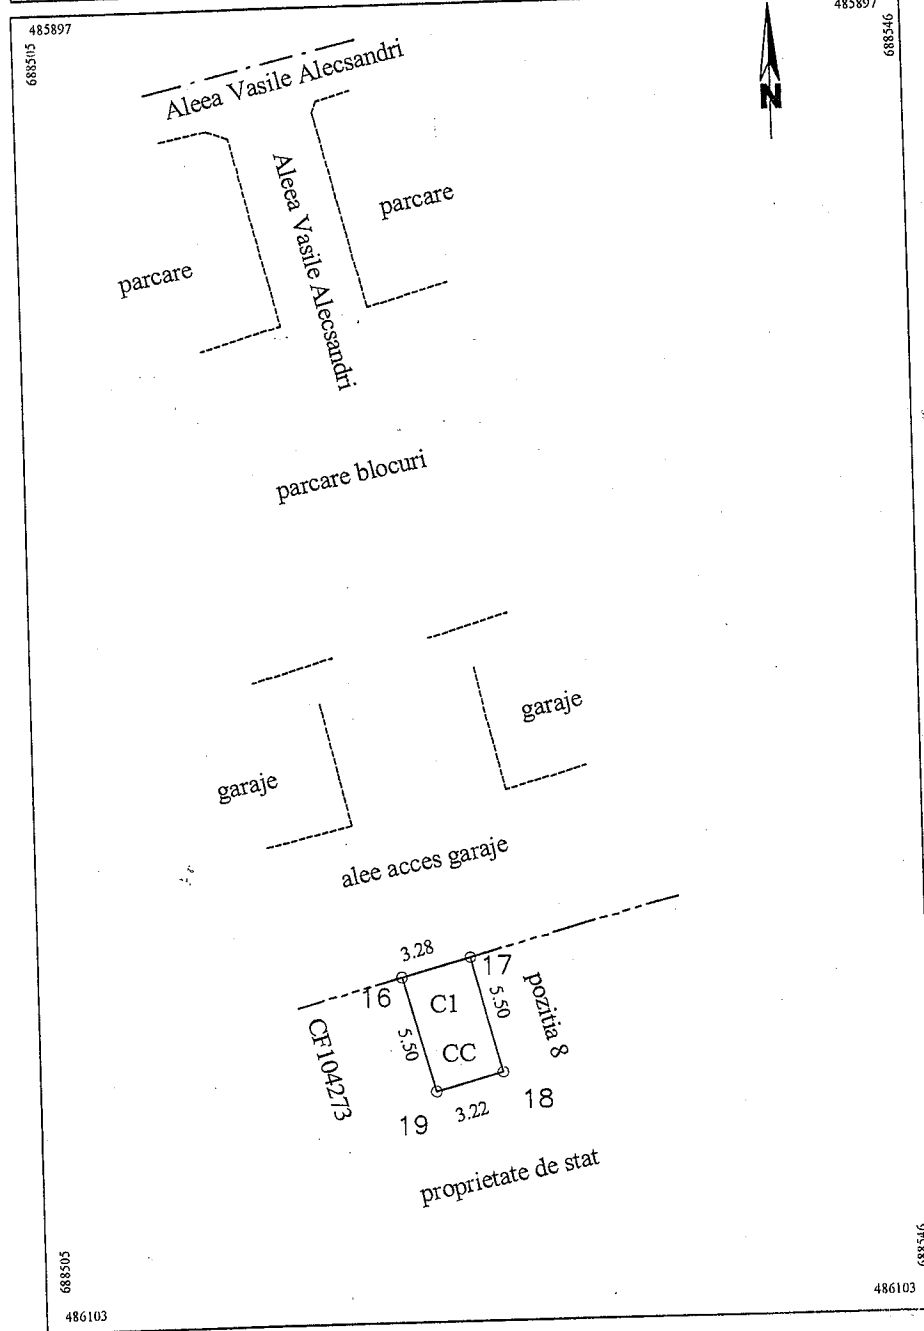 485897
485897
688505
688546
N
Aleea Vasile Alecsandri
Aleea Vasile Alecsandri
parcare
parcare
parcare blocuri
garaje
garaje
alee acces garaje
3.28
16
17
C1
5.50
5.50
pozitia 8
CC
CF104273
19
3.22
18
proprietate de stat
688505
688546
486103
486103